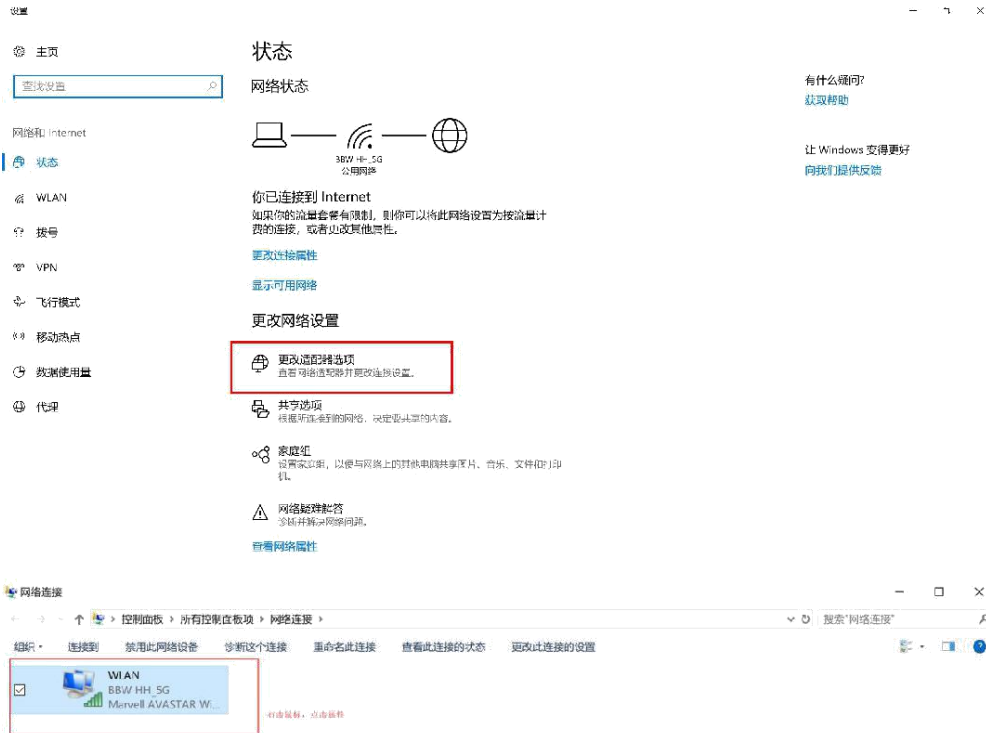 设置
主页
查找设置
网络和 Internet
状态
WLAN
拨号
VPN
飞行模式
移动热点
数据使用量
代理
状态
网络状态
BBW HH_5G
公用网络
你已连接到 Internet
如果你的流量套餐有限制，则你可以将此网络设置为按流量计
费的连接，或者更改其他属性。
更改连接属性
显示可用网络
更改网络设置
更改适配器选项
查看网络适配器并更改连接设置。
共享选项
根据所连接到的网络，决定要共享的内容。
家庭组
设置家庭组，以便与网络上的其他电脑共享图片、音乐、文件和打印
机。
网络疑难解答
诊断并解决网络问题。
查看网络属性
有什么疑问?
获取帮助
让 Windows 变得更好
向我们提供反馈
网络连接
控制面板 > 所有控制面板项 > 网络连接 >
搜索"网络连接"
组织 连接到 禁用此网络设备 诊断这个连接 重命名此连接 查看此连接的状态 更改此连接的设置
WLAN
BBW HH_5G
Marvell AVASTAR Wi...
击鼠标，点击属性